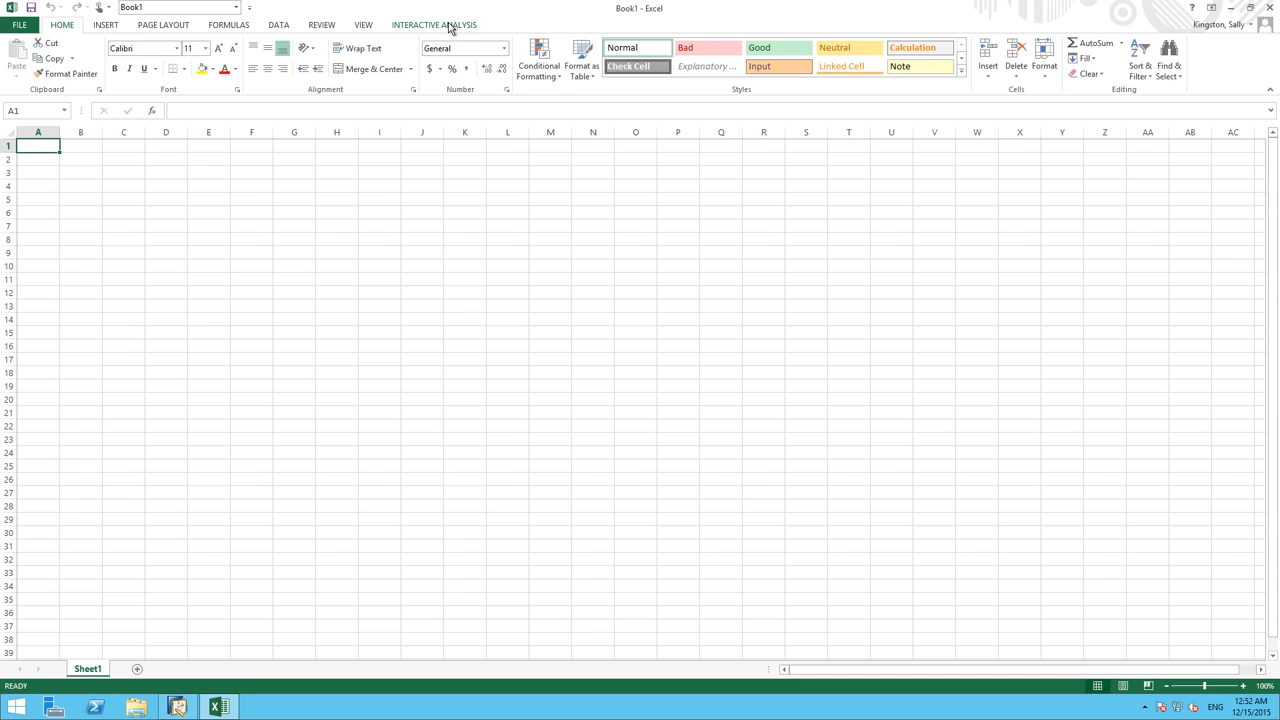 Book1
Book1 - Excel
?
FILE HOME INSERT PAGE LAYOUT FORMULAS DATA REVIEW VIEW INTERACTIVE ANALYSIS
Kingston, Sally
Paste
Cut
Copy
Format Painter
Clipboard
Calibri 11
B U A
Font
Wrap Text
Merge & Center
Alignment
General
$ % ,
Number
Conditional Formatting
Format as Table
Normal Bad Good Neutral Calculation
Check Cell Explanatory ... Input Linked Cell Note
Styles
Insert Delete Format
Cells
AutoSum
Fill
Clear
Sort & Filter
Find & Select
Editing
A1 fx
A B C D E F G H I J K L M N O P Q R S T U V W X Y Z AA AB AC
1
2
3
4
5
6
7
8
9
10
11
12
13
14
15
16
17
18
19
20
21
22
23
24
25
26
27
28
29
30
31
32
33
34
35
36
37
38
39
Sheet1
READY
100%
ENG
12:52 AM
12/15/2015